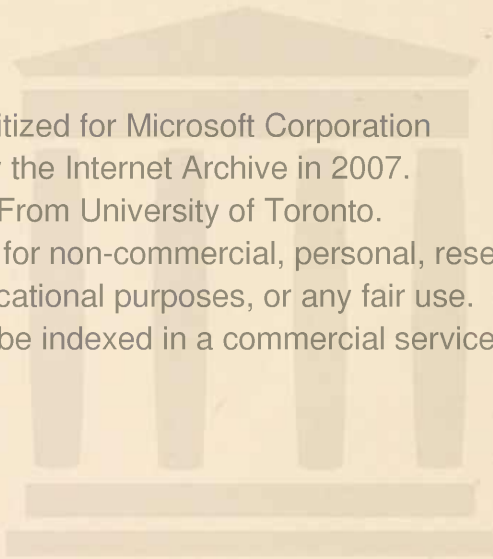 itized for Microsoft Corporation
the Internet Archive in 2007.
From University of Toronto.
for non-commercial, personal, rese
cational purposes, or any fair use.
be indexed in a commercial service